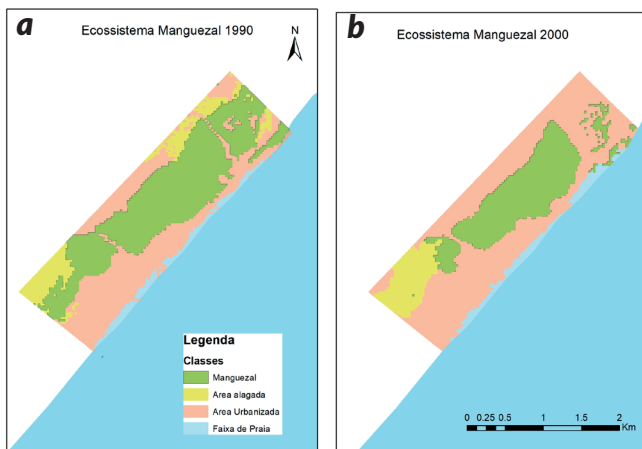 a
Ecossistema Manguezal 1990
N
Legenda
Classes
Manguezal
Area alagada
Area Urbanizada
Faixa de Praia
b
Ecossistema Manguezal 2000
0 0.25 0.5 1 1.5 2
Km